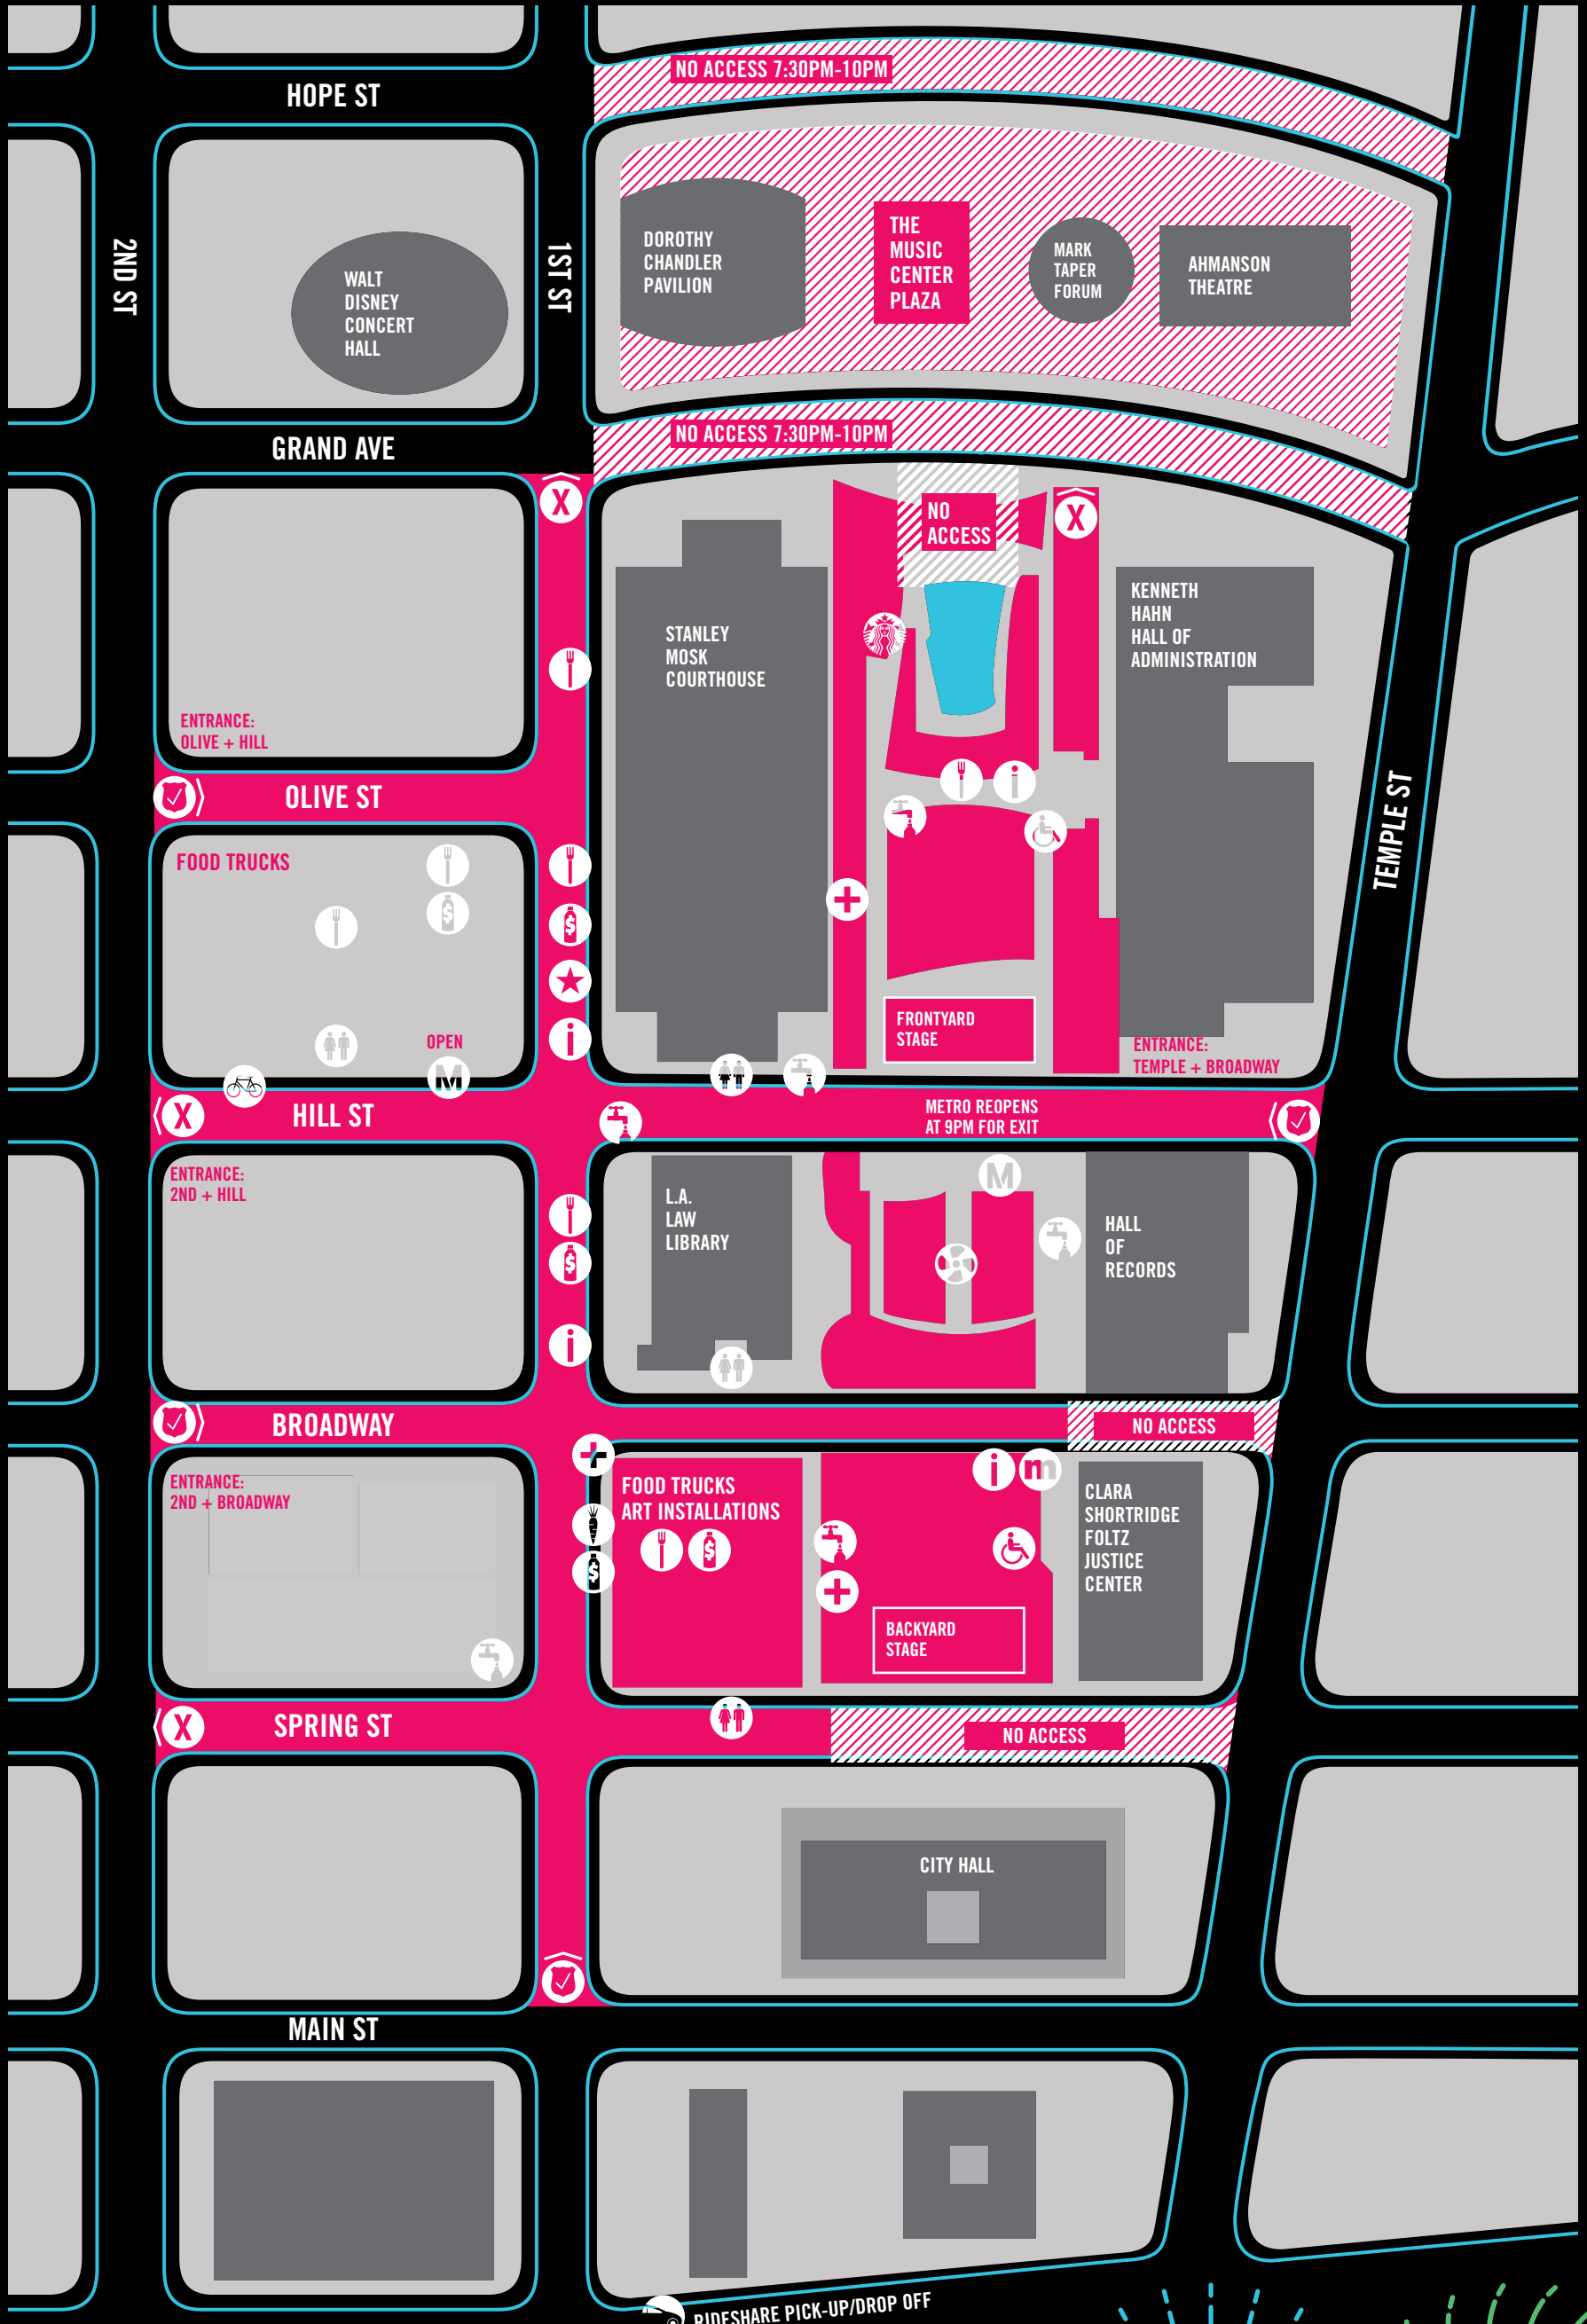 NO ACCESS 7:30PM-10PM
HOPE ST
2ND ST
1ST ST
WALT
DISNEY
CONCERT
HALL
DOROTHY
CHANDLER
PAVILION
THE
MUSIC
CENTER
PLAZA
MARK
TAPER
FORUM
AHMANSON
THEATRE
NO ACCESS 7:30PM-10PM
GRAND AVE
X
NO
ACCESS
X
STANLEY
MOSK
COURTHOUSE
KENNETH
HAHN
HALL OF
ADMINISTRATION
ENTRANCE:
OLIVE + HILL
OLIVE ST
i
TEMPLE ST
FOOD TRUCKS
$
$
i
OPEN
M
FRONTYARD
STAGE
ENTRANCE:
TEMPLE + BROADWAY
X
HILL ST
METRO REOPENS
AT 9PM FOR EXIT
ENTRANCE:
2ND + HILL
L.A.
LAW
LIBRARY
M
HALL
OF
RECORDS
$
i
BROADWAY
NO ACCESS
ENTRANCE:
2ND + BROADWAY
FOOD TRUCKS
ART INSTALLATIONS
$
$
i
m
CLARA
SHORTRIDGE
FOLTZ
JUSTICE
CENTER
BACKYARD
STAGE
X
SPRING ST
NO ACCESS
CITY HALL
MAIN ST
RIDESHARE PICK-UP/DROP OFF